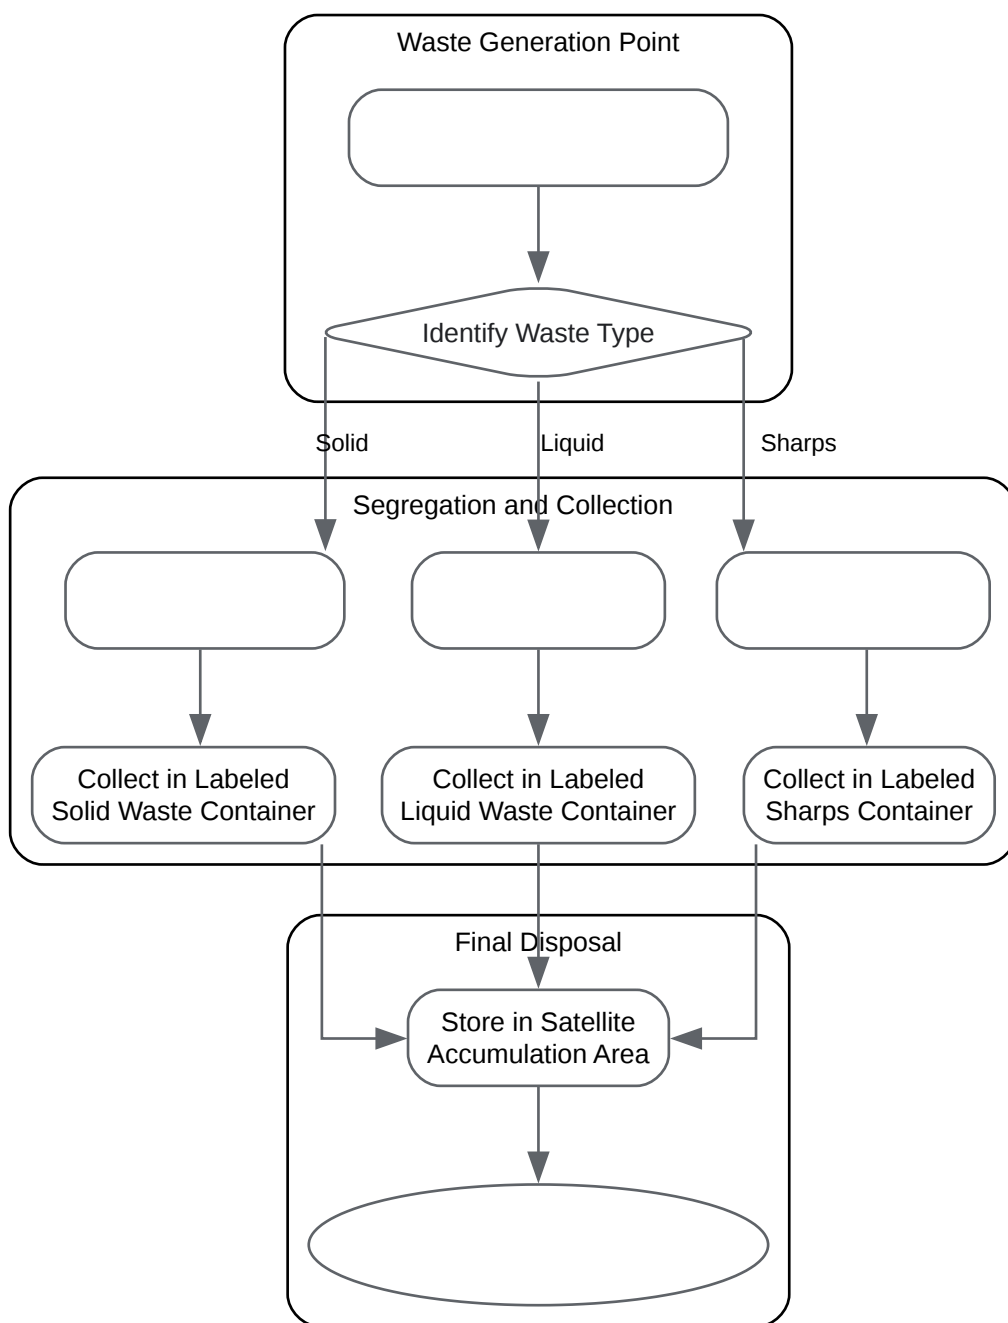 Waste Generation Point
Identify Waste Type
Solid
Liquid
Sharps
Segregation and Collection
Collect in Labeled
Solid Waste Container
Collect in Labeled
Liquid Waste Container
Collect in Labeled
Sharps Container
Final Disposal
Store in Satellite
Accumulation Area